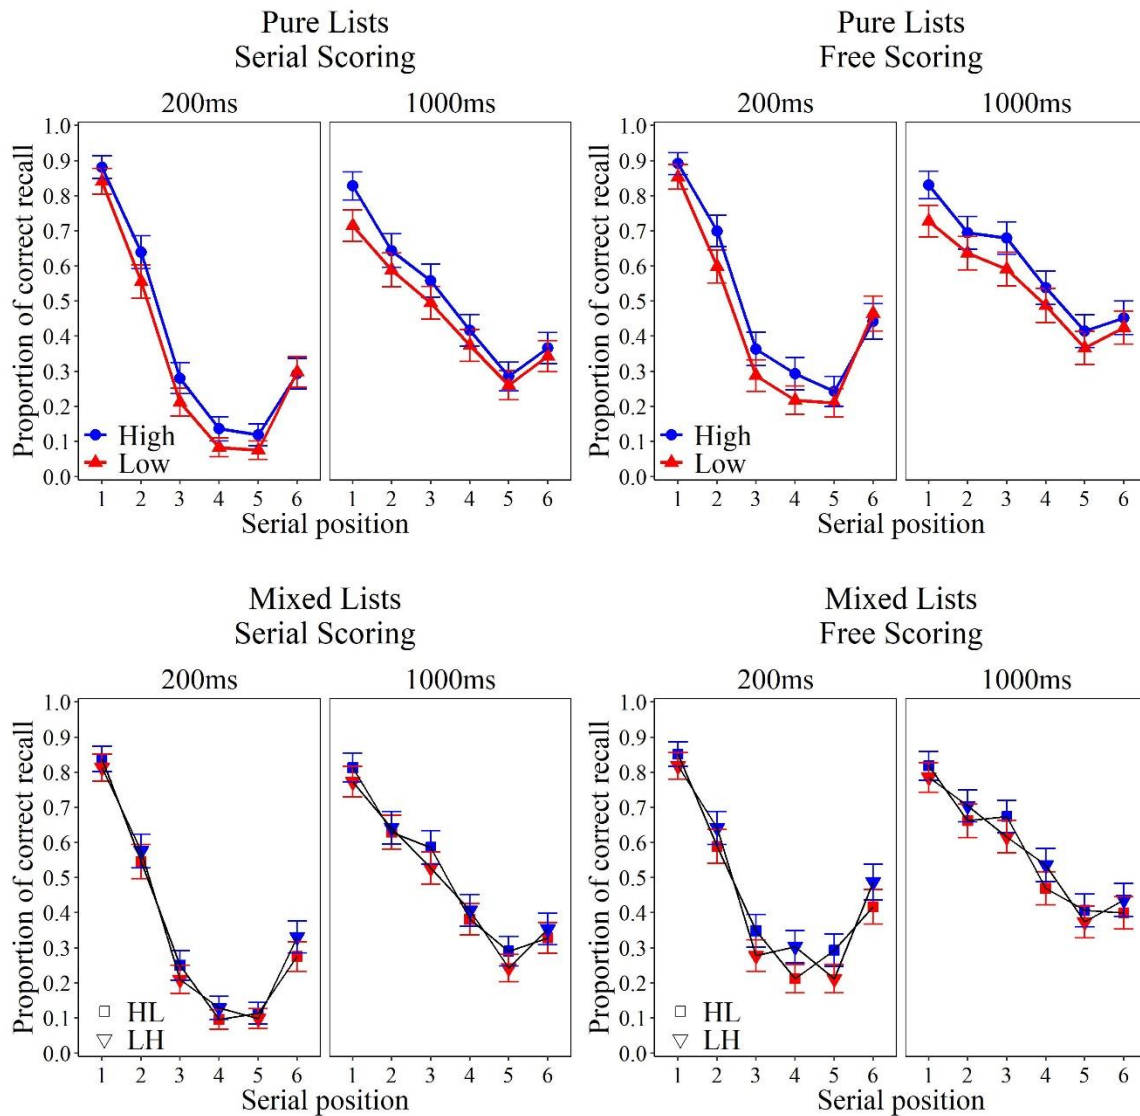 Pure Lists
Serial Scoring
200ms
1000ms
Proportion of correct recall
1.0
0.9
0.8
0.7
0.6
0.5
0.4
0.3
0.2
0.1
0.0
High
Low
1 2 3 4 5 6
1 2 3 4 5 6
Serial position
Pure Lists
Free Scoring
200ms
1000ms
Proportion of correct recall
1.0
0.9
0.8
0.7
0.6
0.5
0.4
0.3
0.2
0.1
0.0
High
Low
1 2 3 4 5 6
1 2 3 4 5 6
Serial position
Mixed Lists
Serial Scoring
200ms
1000ms
Proportion of correct recall
1.0
0.9
0.8
0.7
0.6
0.5
0.4
0.3
0.2
0.1
0.0
HL
LH
1 2 3 4 5 6
1 2 3 4 5 6
Serial position
Mixed Lists
Free Scoring
200ms
1000ms
Proportion of correct recall
1.0
0.9
0.8
0.7
0.6
0.5
0.4
0.3
0.2
0.1
0.0
HL
LH
1 2 3 4 5 6
1 2 3 4 5 6
Serial position